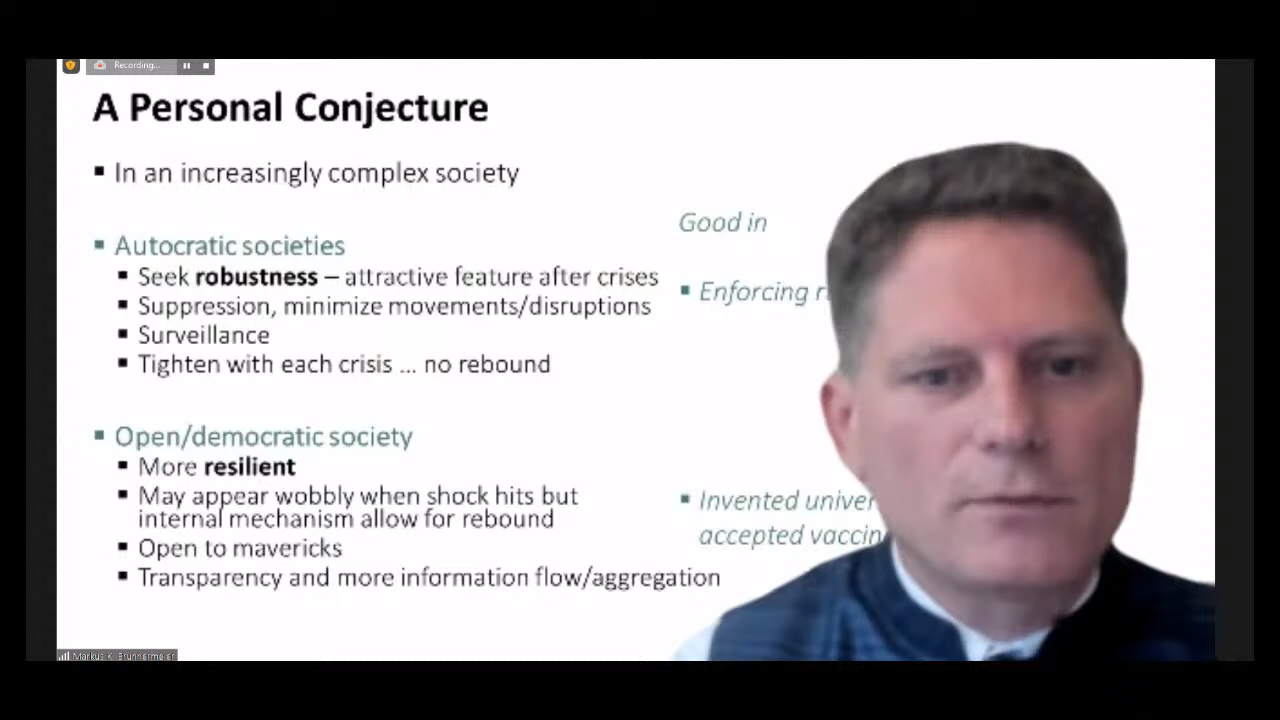 Recording...
A Personal Conjecture
▪ In an increasingly complex society
Good in
▪ Autocratic societies
▪ Seek robustness – attractive feature after crises
▪ Enforcing
▪ Suppression, minimize movements/disruptions
▪ Surveillance
▪ Tighten with each crisis ... no rebound
▪ Open/democratic society
▪ More resilient
▪ May appear wobbly when shock hits but
internal mechanism allow for rebound
▪ Invented
accepted
▪ Open to mavericks
▪ Transparency and more information flow/aggregation
Markus K. Brunnermeier